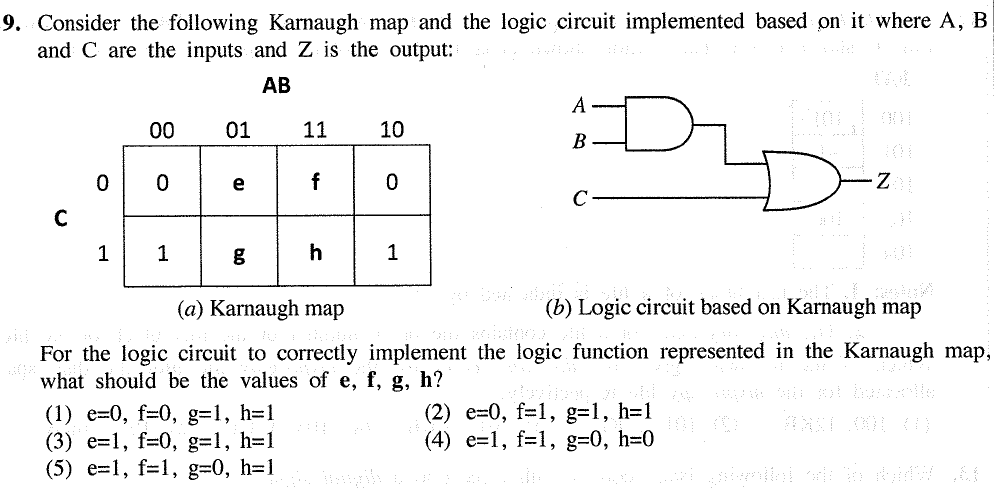 9. Consider the following Karnaugh map and the logic circuit implemented based on it where A, B
and C are the inputs and Z is the output:
AB
00 01 11 10
0 0 e f 0
C
1 1 g h 1
(a) Karnaugh map
A
B
C
Z
(b) Logic circuit based on Karnaugh map
For the logic circuit to correctly implement the logic function represented in the Karnaugh map,
what should be the values of e, f, g, h?
(1) e=0, f=0, g=1, h=1 (2) e=0, f=1, g=1, h=1
(3) e=1, f=0, g=1, h=1 (4) e=1, f=1, g=0, h=0
(5) e=1, f=1, g=0, h=1